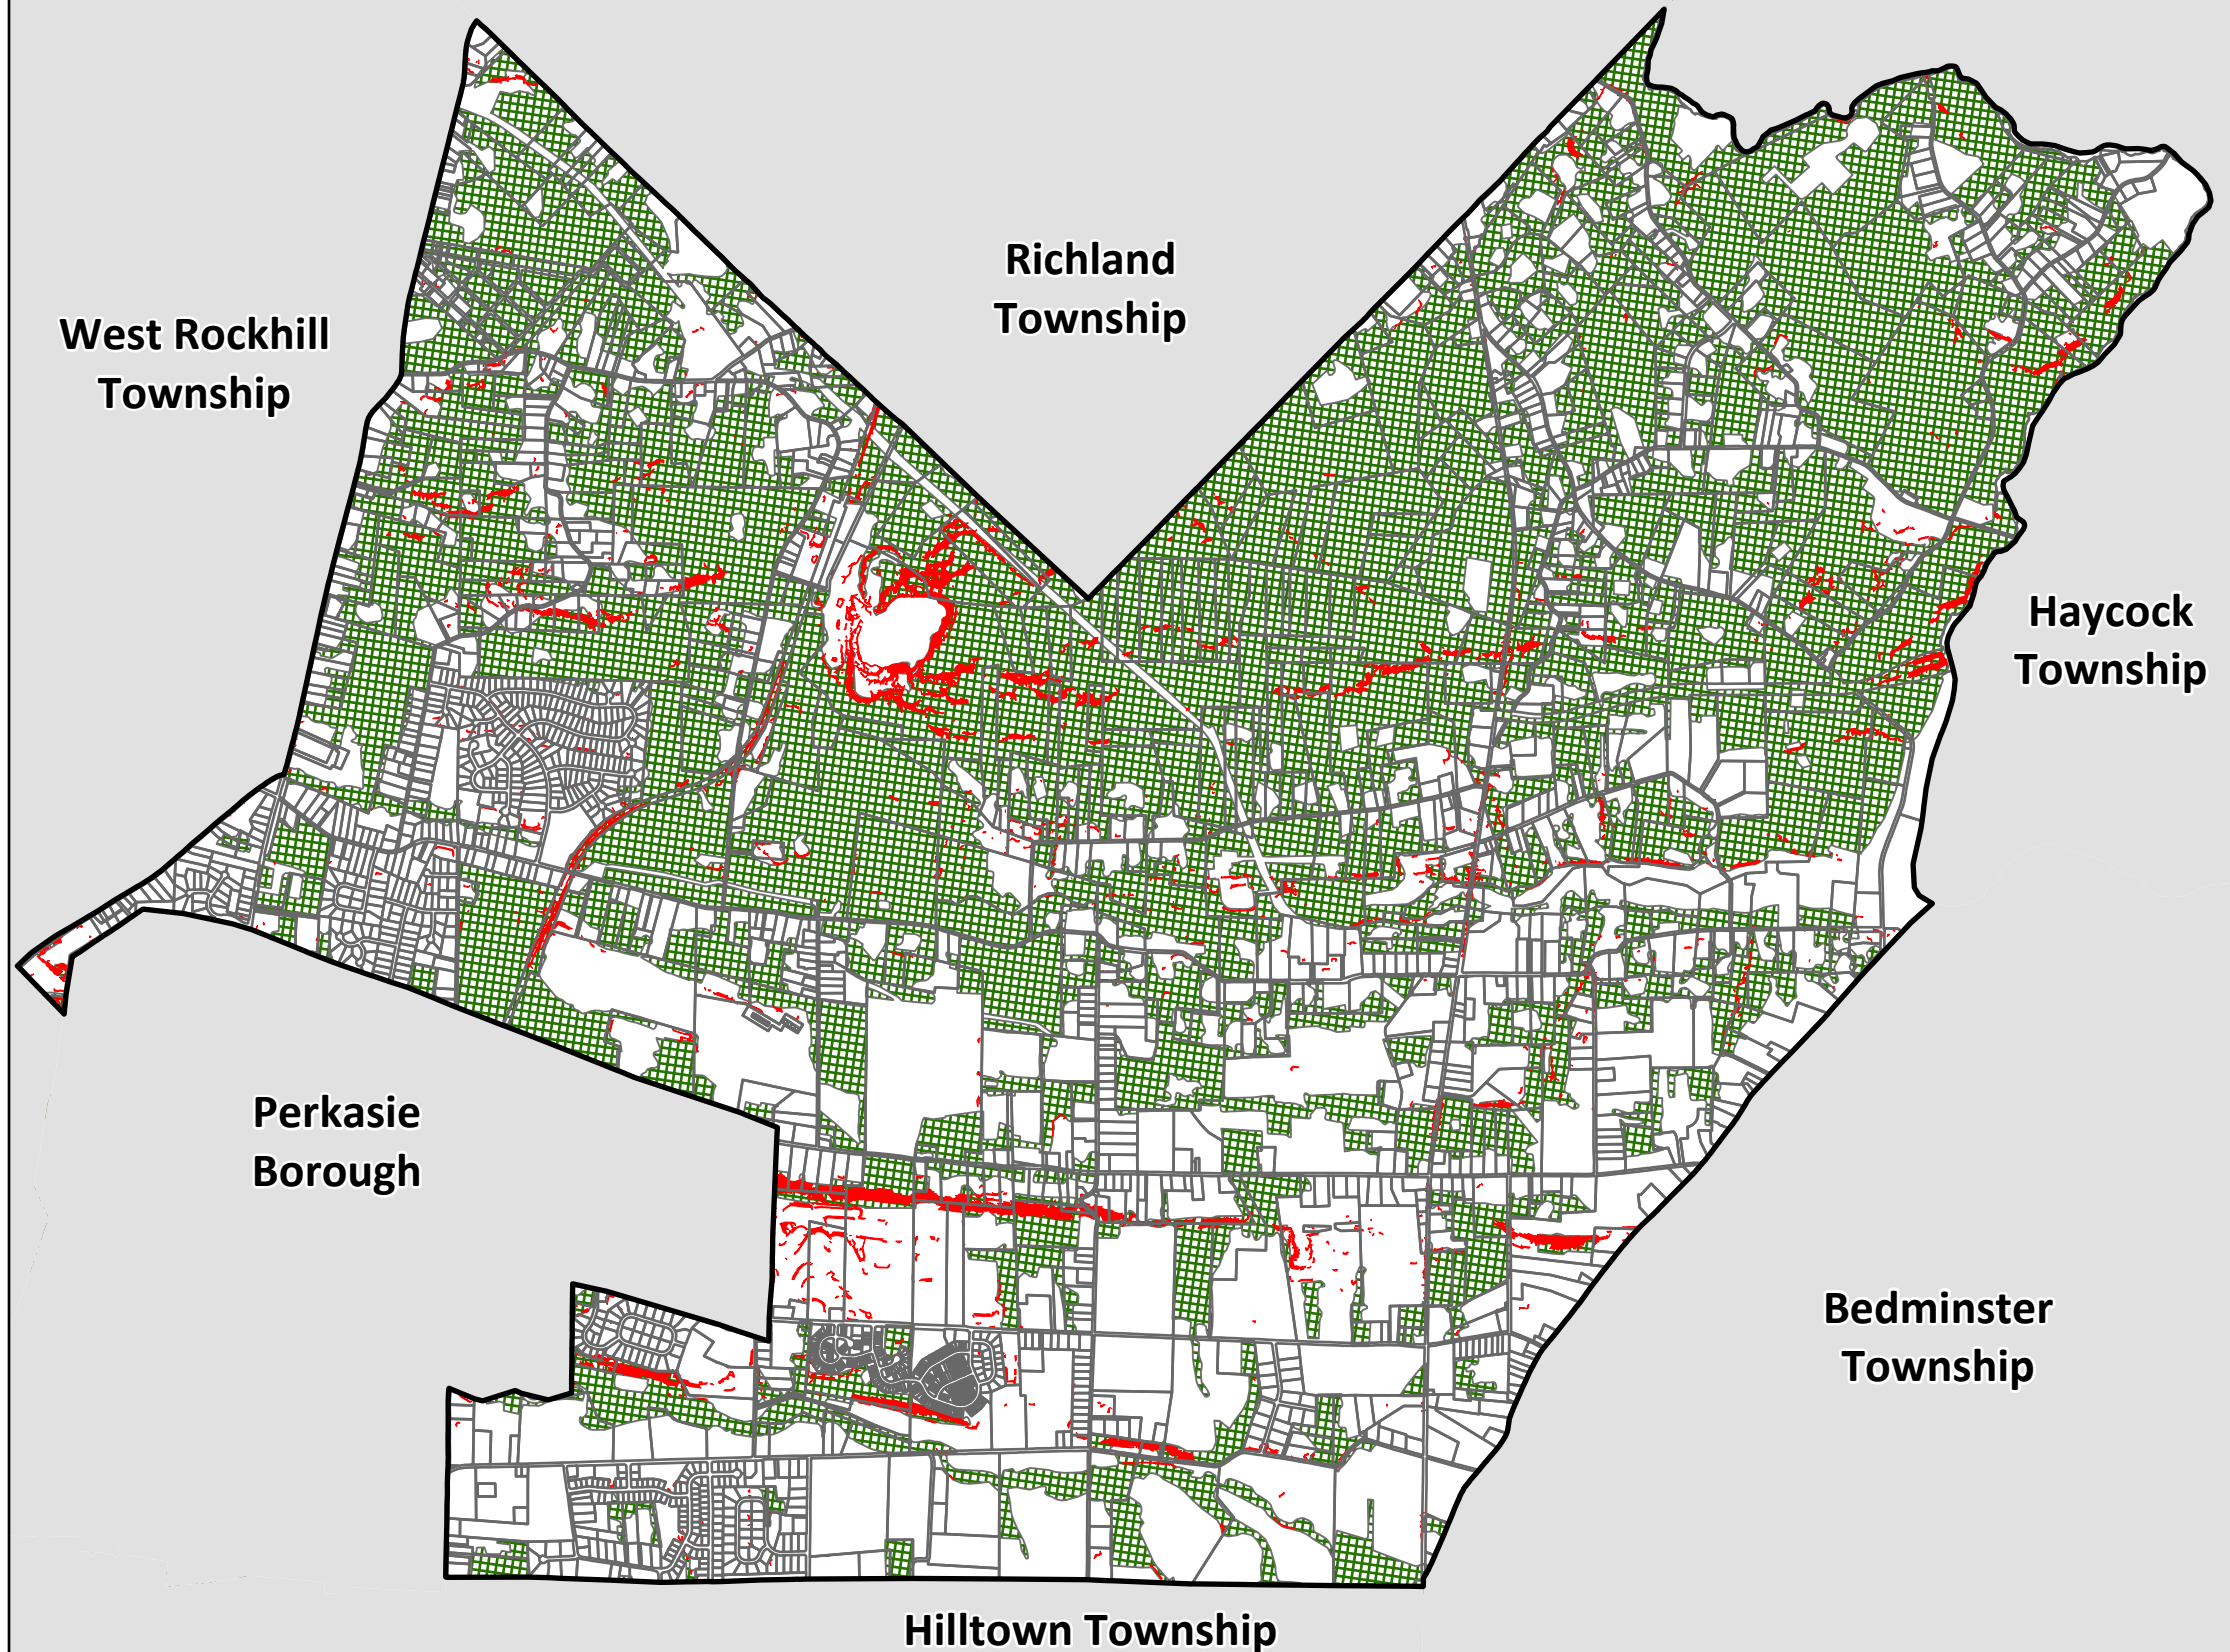 Richland
Township
West Rockhill
Township
Haycock
Township
Perkasie
Borough
Bedminster
Township
Hilltown Township